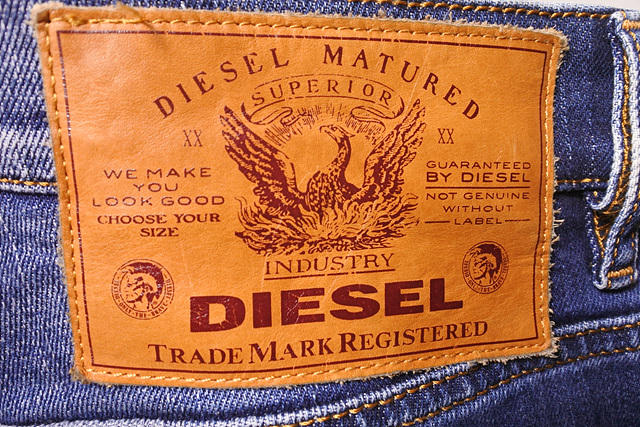 DIESEL MATURED
SUPERIOR
XX
XX
WE MAKE
YOU
LOOK GOOD
CHOOSE YOUR
SIZE
GUARANTEED
BY DIESEL
NOT GENUINE
WITHOUT
LABEL
INDUSTRY
DIESEL
TRADE MARK REGISTERED